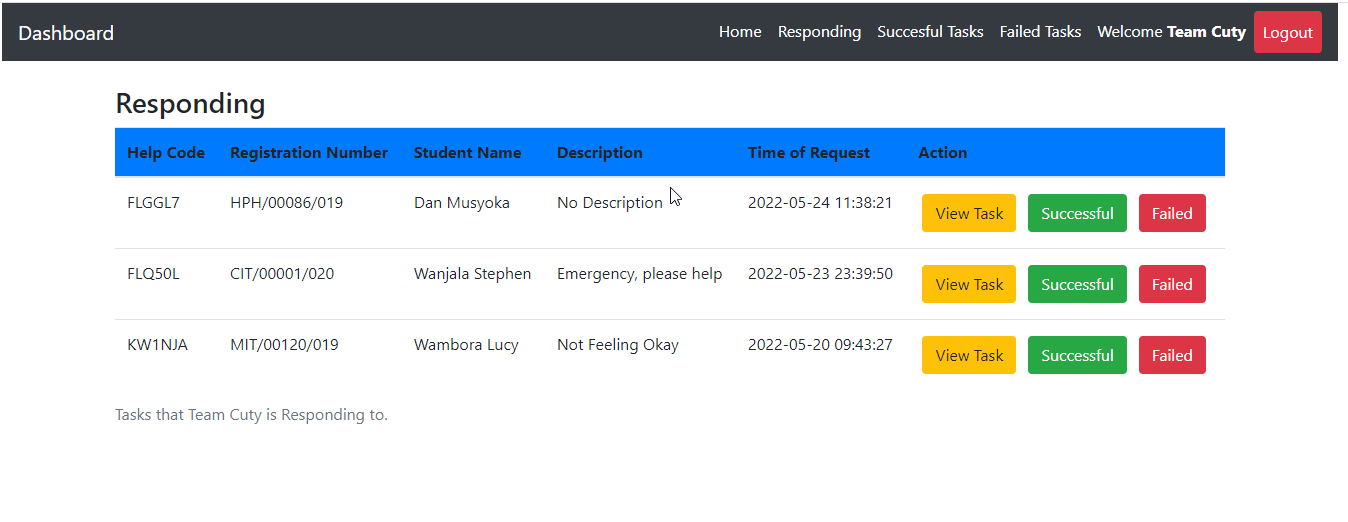 Dashboard Home Responding Succesful Tasks Failed Tasks Welcome Team Cuty Logout
Responding
Help Code Registration Number Student Name Description Time of Request Action
FLGGL7 HPH/00086/019 Dan Musyoka No Description 2022-05-24 11:38:21 View Task Successful Failed
FLQ50L CIT/00001/020 Wanjala Stephen Emergency, please help 2022-05-23 23:39:50 View Task Successful Failed
KW1NJA MIT/00120/019 Wambora Lucy Not Feeling Okay 2022-05-20 09:43:27 View Task Successful Failed
Tasks that Team Cuty is Responding to.